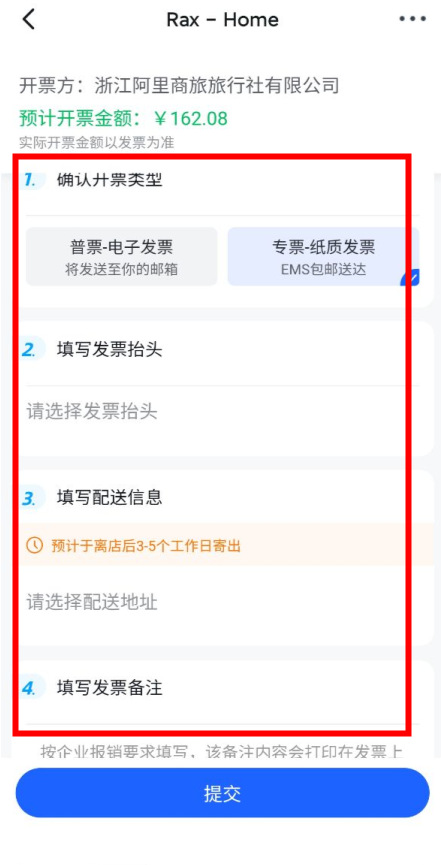 Rax - Home
开票方：浙江阿里商旅旅行社有限公司
预计开票金额：￥162.08
实际开票金额以发票为准
1. 确认开票类型
普票-电子发票
将发送至你的邮箱
专票-纸质发票
EMS包邮送达
2. 填写发票抬头
请选择发票抬头
3. 填写配送信息
预计于离店后3-5个工作日寄出
请选择配送地址
4. 填写发票备注
按企业报销要求填写，该备注内容会打印在发票上
提交